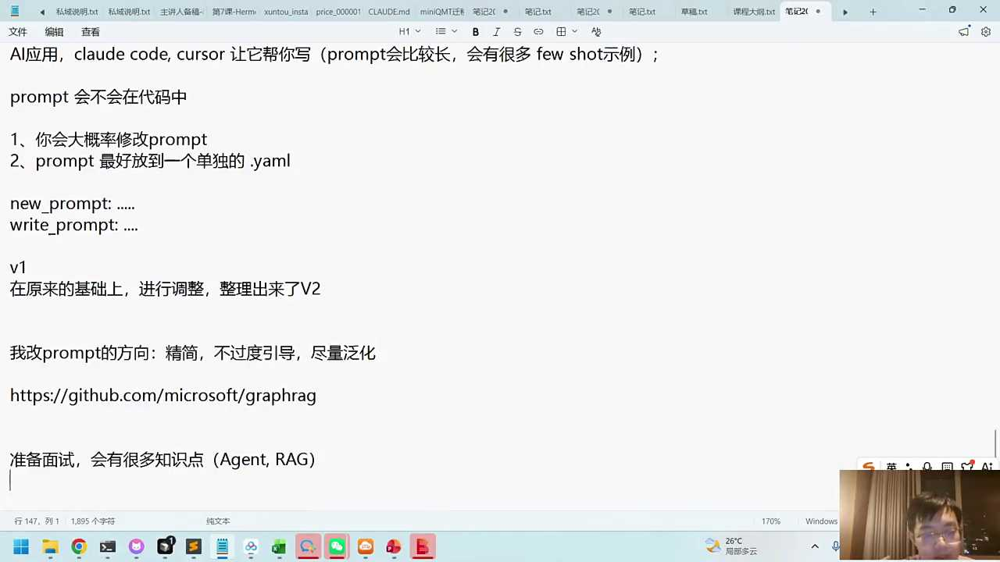 私域说明.txt 私域说明.txt 主讲人备稿- 第7课-Herm xuntou_insta price_000001 CLAUDE.md miniQMT迁移 笔记20 笔记.txt 笔记20 笔记.txt 草稿.txt 课程大纲.txt 笔记20
文件 编辑 查看 H1 B I S
AI应用，claude code, cursor 让它帮你写（prompt会比较长，会有很多 few shot示例）;
prompt 会不会在代码中
1、你会大概率修改prompt
2、prompt 最好放到一个单独的 .yaml
new_prompt: .....
write_prompt: ....
v1
在原来的基础上，进行调整，整理出来了V2
我改prompt的方向：精简，不过度引导，尽量泛化
https://github.com/microsoft/graphrag
准备面试，会有很多知识点（Agent, RAG）
英
行 147，列 1 1,895 个字符 纯文本 170% Windows
26°C
局部多云